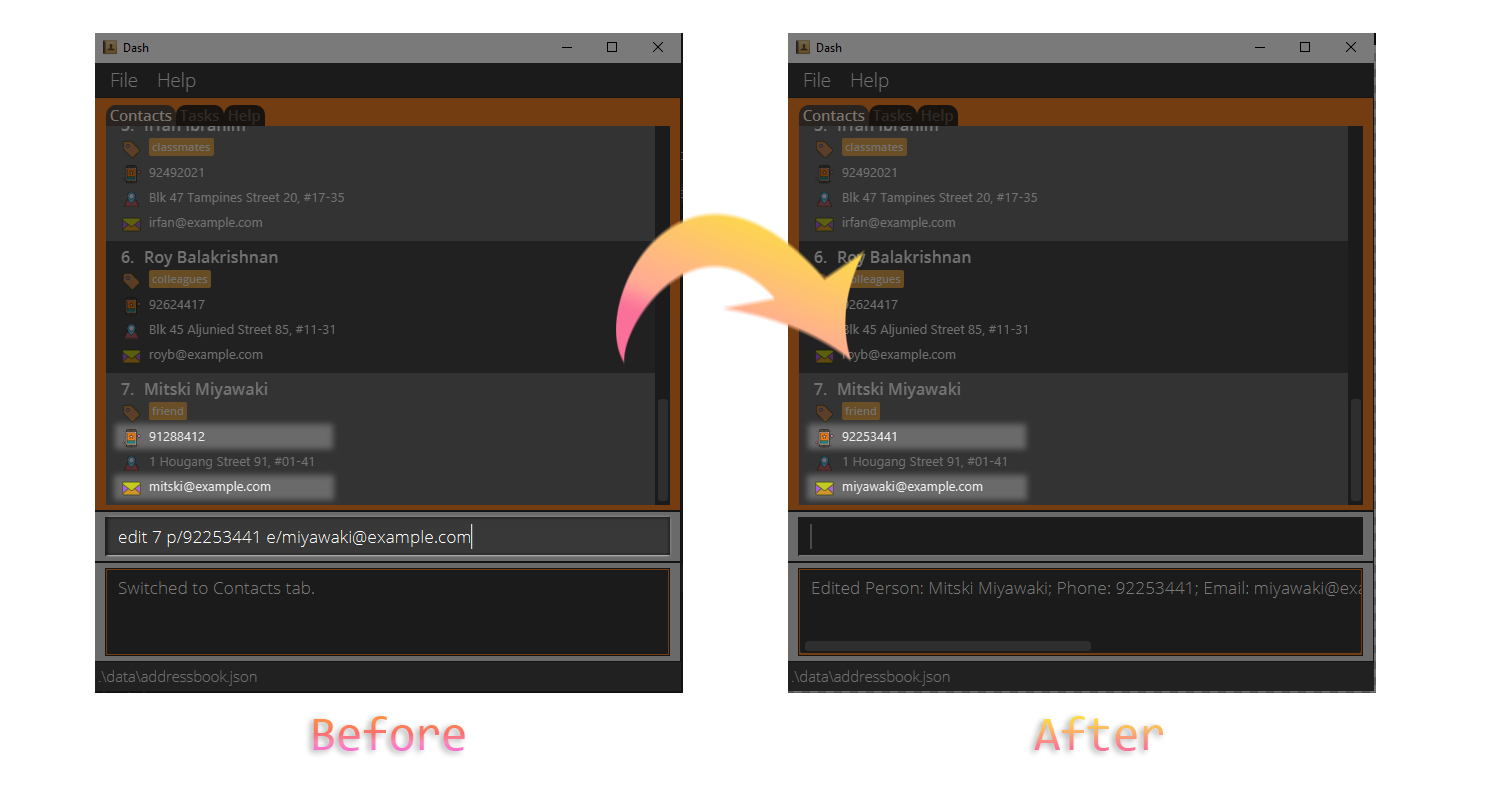 Dash
File Help
Contacts Tasks Help
5. Irfan Ibrahim
classmates
92492021
Blk 47 Tampines Street 20, #17-35
irfan@example.com
6. Roy Balakrishnan
colleagues
92624417
Blk 45 Aljunied Street 85, #11-31
royb@example.com
7. Mitski Miyawaki
friend
91288412
1 Hougang Street 91, #01-41
mitski@example.com
edit 7 p/92253441 e/miyawaki@example.com
Switched to Contacts tab.
.\data\addressbook.json
Before
Dash
File Help
Contacts Tasks Help
5. Irfan Ibrahim
classmates
92492021
Blk 47 Tampines Street 20, #17-35
irfan@example.com
6. Roy Balakrishnan
colleagues
92624417
Blk 45 Aljunied Street 85, #11-31
royb@example.com
7. Mitski Miyawaki
friend
92253441
1 Hougang Street 91, #01-41
miyawaki@example.com
Edited Person: Mitski Miyawaki; Phone: 92253441; Email: miyawaki@exa
.\data\addressbook.json
After